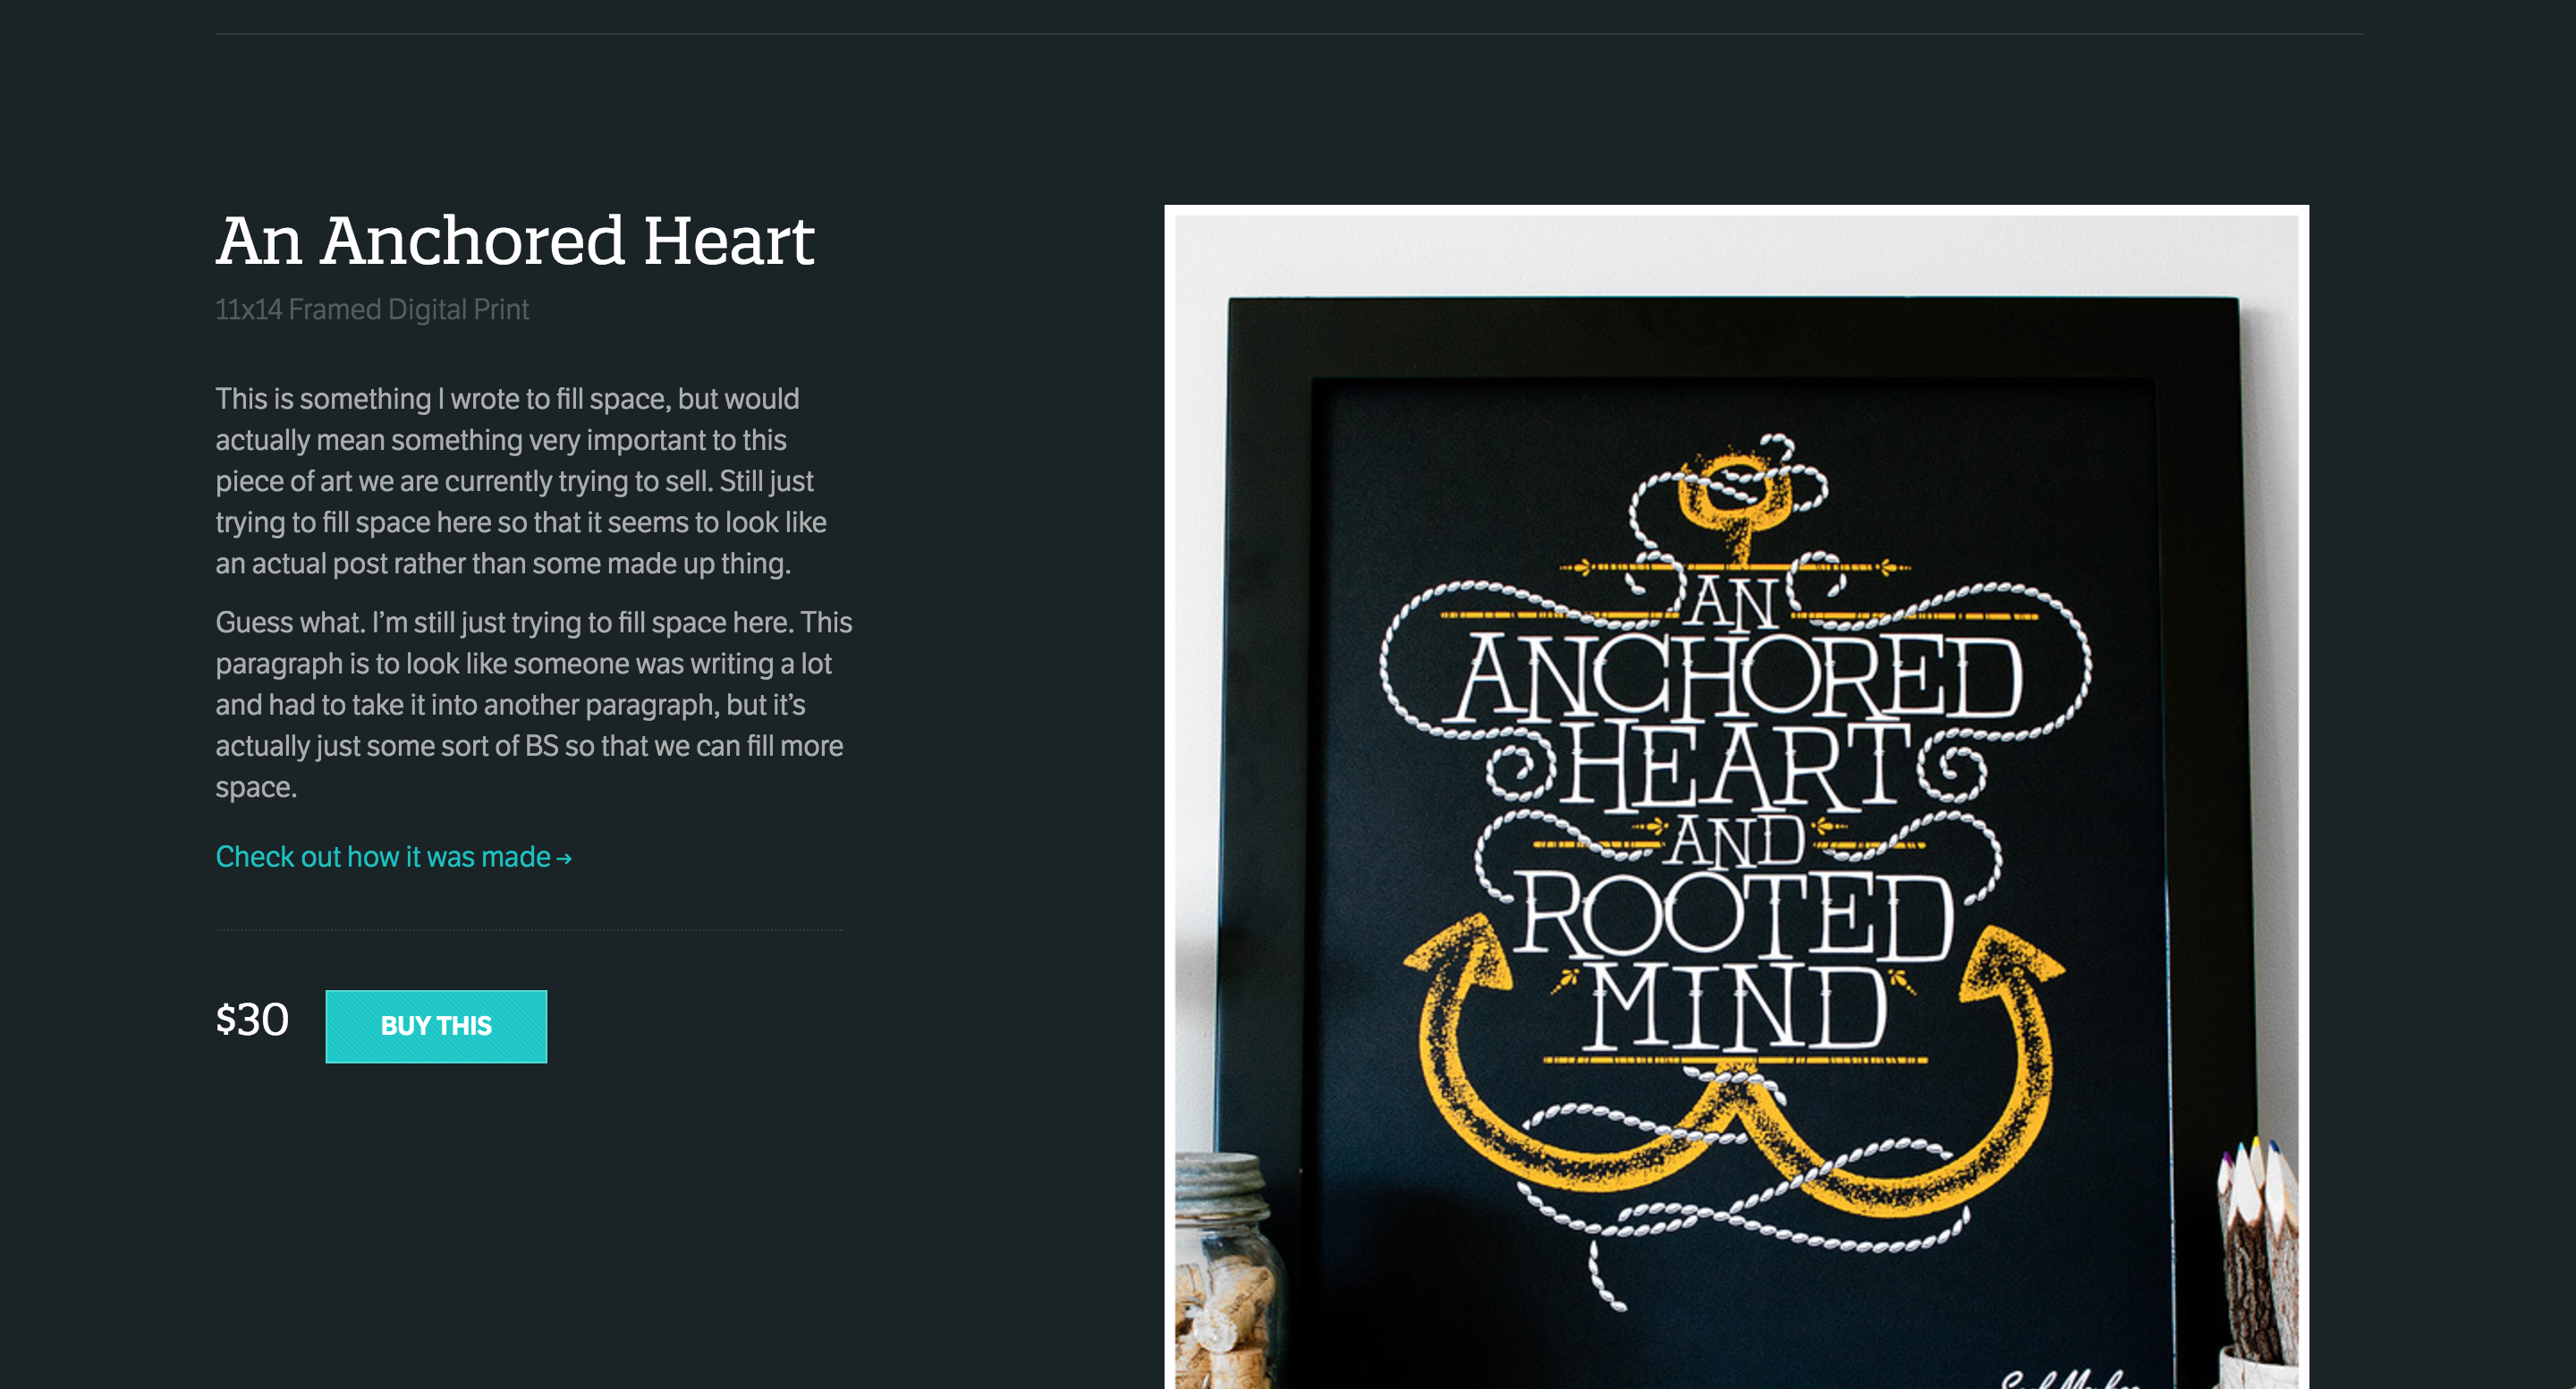 An Anchored Heart
11x14 Framed Digital Print
This is something I wrote to fill space, but would
actually mean something very important to this
piece of art we are currently trying to sell. Still just
trying to fill space here so that it seems to look like
an actual post rather than some made up thing.
Guess what. I’m still just trying to fill space here. This
paragraph is to look like someone was writing a lot
and had to take it into another paragraph, but it’s
actually just some sort of BS so that we can fill more
space.
Check out how it was made →
$30
BUY THIS
AN
ANCHORED
HEART
AND
ROOTED
MIND